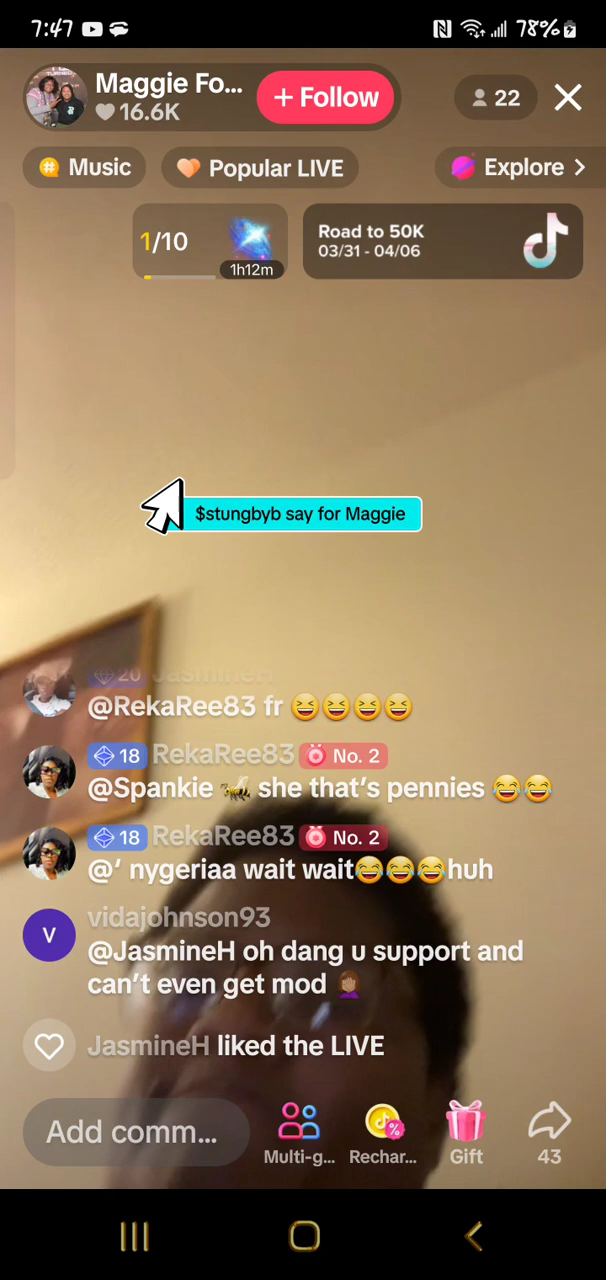 7:47
78%
Maggie Fo...
16.6K
+ Follow
22
Music
Popular LIVE
Explore >
1/10
1h12m
Road to 50K
03/31 - 04/06
$stungbyb say for Maggie
20 JasmineH
@RekaRee83 fr 😆😆😆😆
18 RekaRee83 No. 2
@Spankie 🐝 she that's pennies 😂😂
18 RekaRee83 No. 2
@‘ nygeriaa wait wait😂😂😂huh
V
vidajohnson93
@JasmineH oh dang u support and
can't even get mod 🤦🏽‍♀️
JasmineH liked the LIVE
Add comm...
Multi-g...
Rechar...
Gift
43